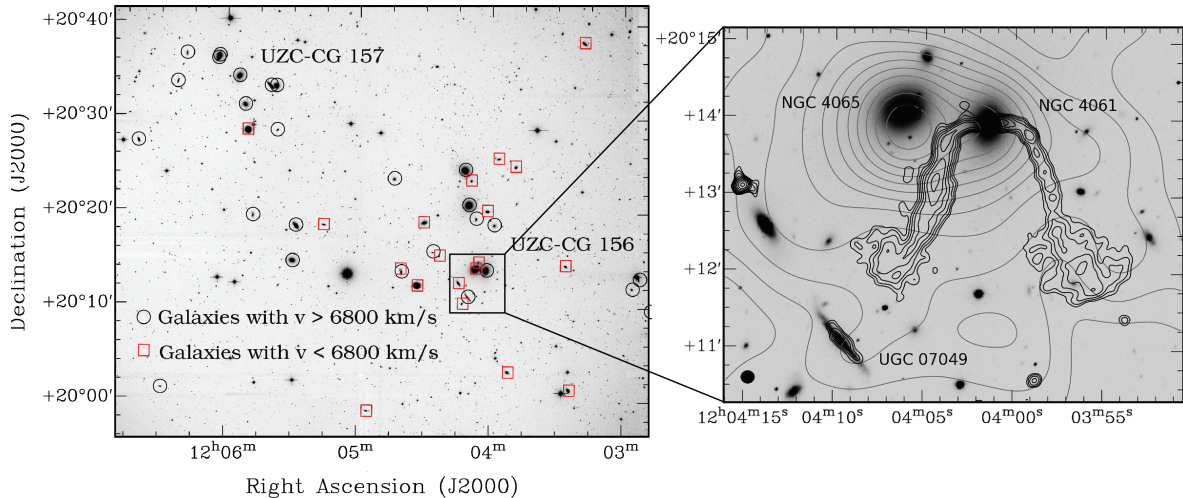 +20°40′
+20°30′
+20°20′
+20°10′
+20°00′
Declination (J2000)
UZC-CG 157
UZC-CG 156
Galaxies with v > 6800 km/s
Galaxies with v < 6800 km/s
12ʰ06ᵐ
05ᵐ
04ᵐ
03ᵐ
Right Ascension (J2000)
+20°15′
+14′
+13′
+12′
+11′
NGC 4065
NGC 4061
UGC 07049
12ʰ04ᵐ15ˢ
04ᵐ10ˢ
04ᵐ05ˢ
04ᵐ00ˢ
03ᵐ55ˢ